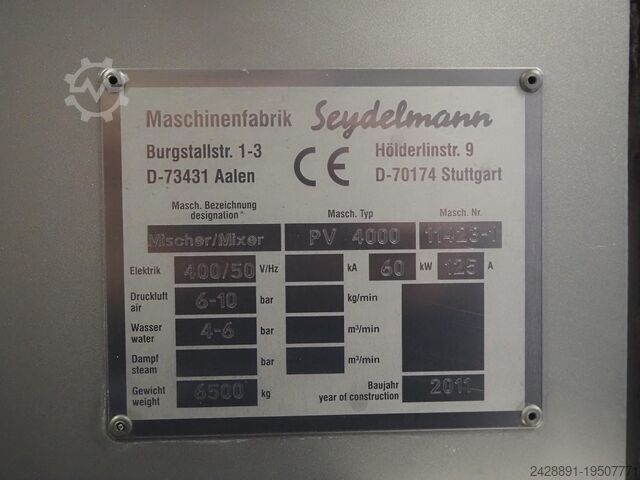 Maschinenfabrik Seydelmann
Burgstallstr. 1-3 CE Hölderlinstr. 9
D-73431 Aalen D-70174 Stuttgart
Masch. Bezeichnung Masch. Typ Masch. Nr.
designation
Mischer/Mixer PV 4000 11423-1
Elektrik 400/50 V/Hz kA 60 kW 125 A
Druckluft 6-10 bar kg/min
air
Wasser 4-6 bar m³/min
water
Dampf bar m³/min
steam
Gewicht 6500 kg Baujahr 2011
weight year of construction
2428891-19507771